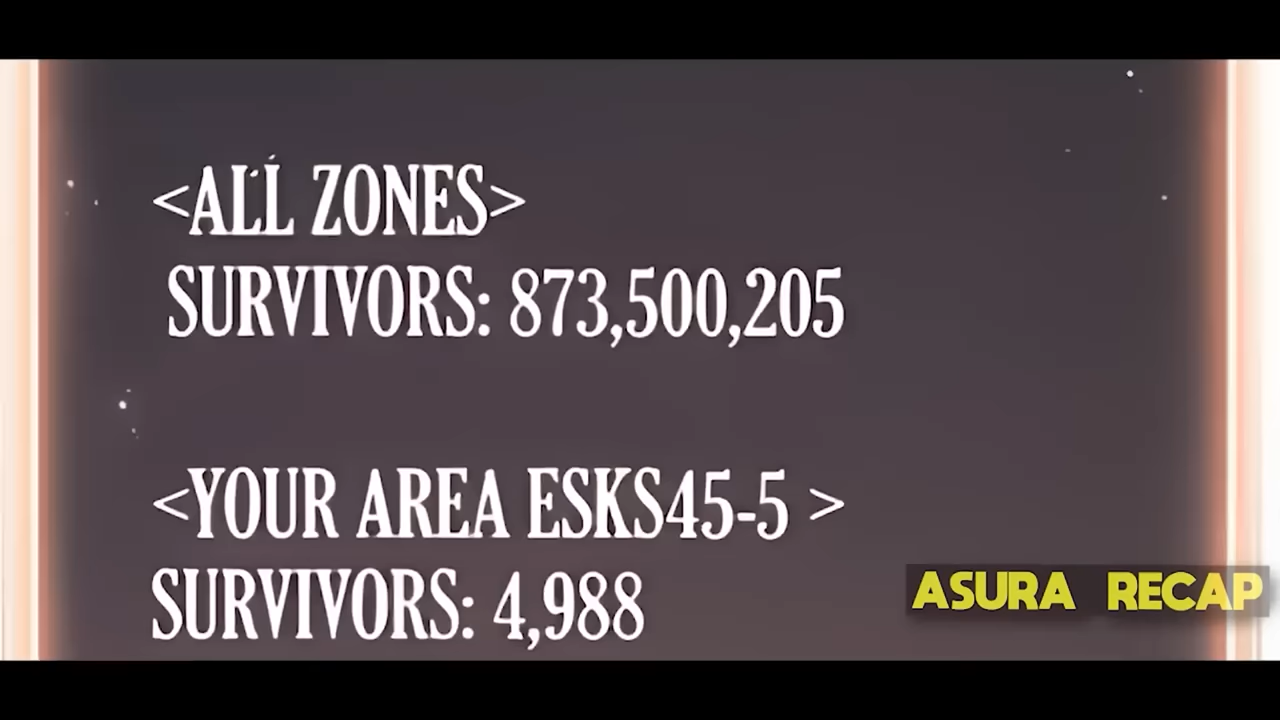 <ALL ZONES>
SURVIVORS: 873,500,205
<YOUR AREA ESKS45-5 >
SURVIVORS: 4,988
ASURA RECAP